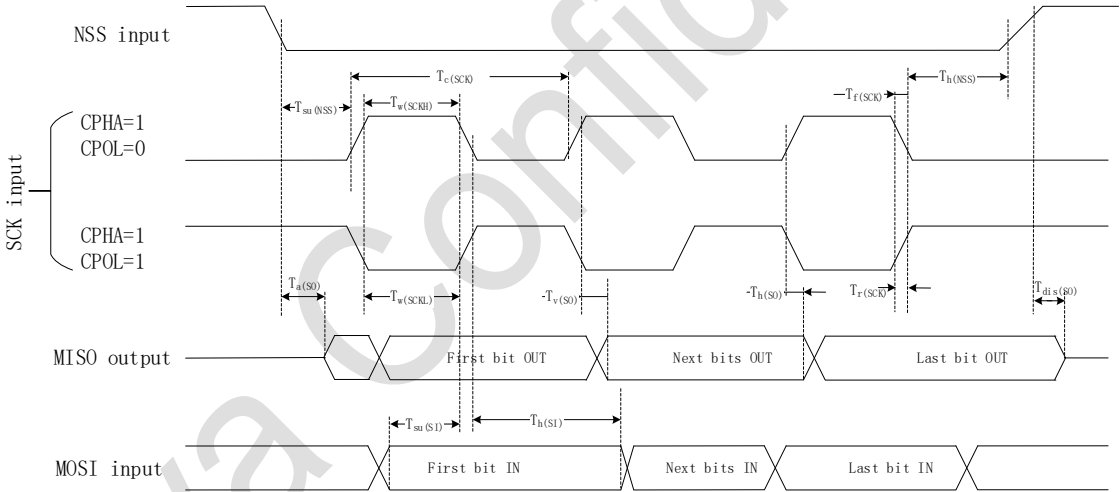 NSS input
Tc(SCK)
Th(NSS)
Tsu(NSS)
Tw(SCKH)
Tf(SCK)
SCK input
CPHA=1
CPOL=0
CPHA=1
CPOL=1
Ta(SO)
Tw(SCKL)
Tv(SO)
Th(SO)
Tr(SCK)
Tdis(SO)
MISO output
First bit OUT
Next bits OUT
Last bit OUT
Tsu(SI)
Th(SI)
MOSI input
First bit IN
Next bits IN
Last bit IN